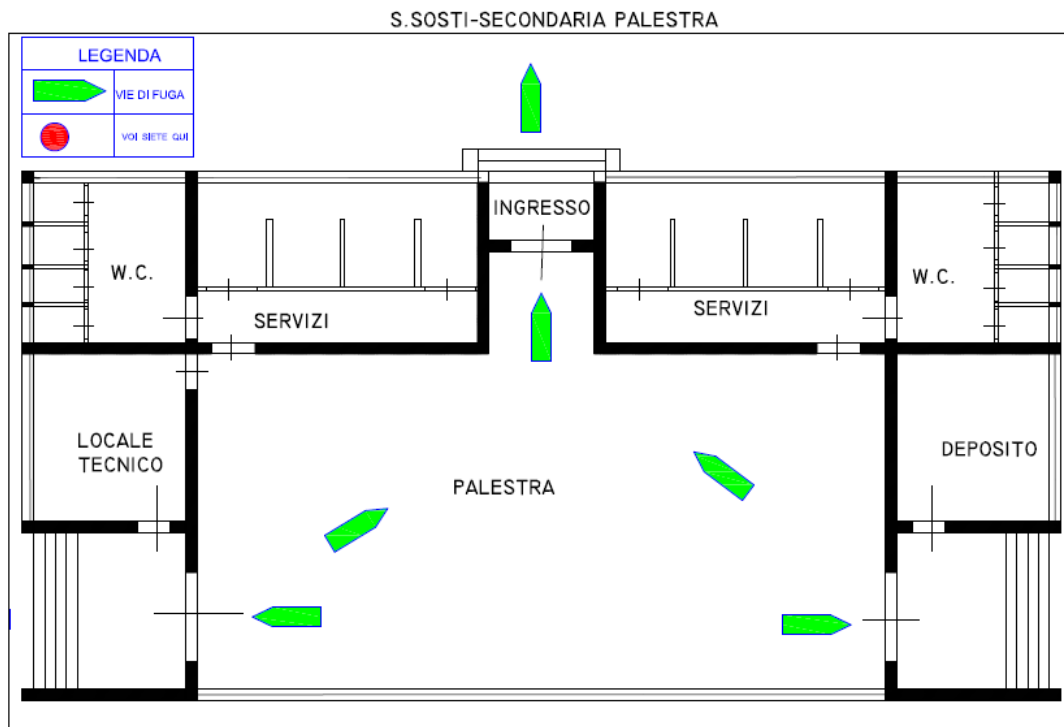 S.SOSTI-SECONDARIA PALESTRA
LEGENDA
VIE DI FUGA
VOI SIETE QUI
INGRESSO
W.C.
SERVIZI
SERVIZI
W.C.
LOCALE
TECNICO
PALESTRA
DEPOSITO